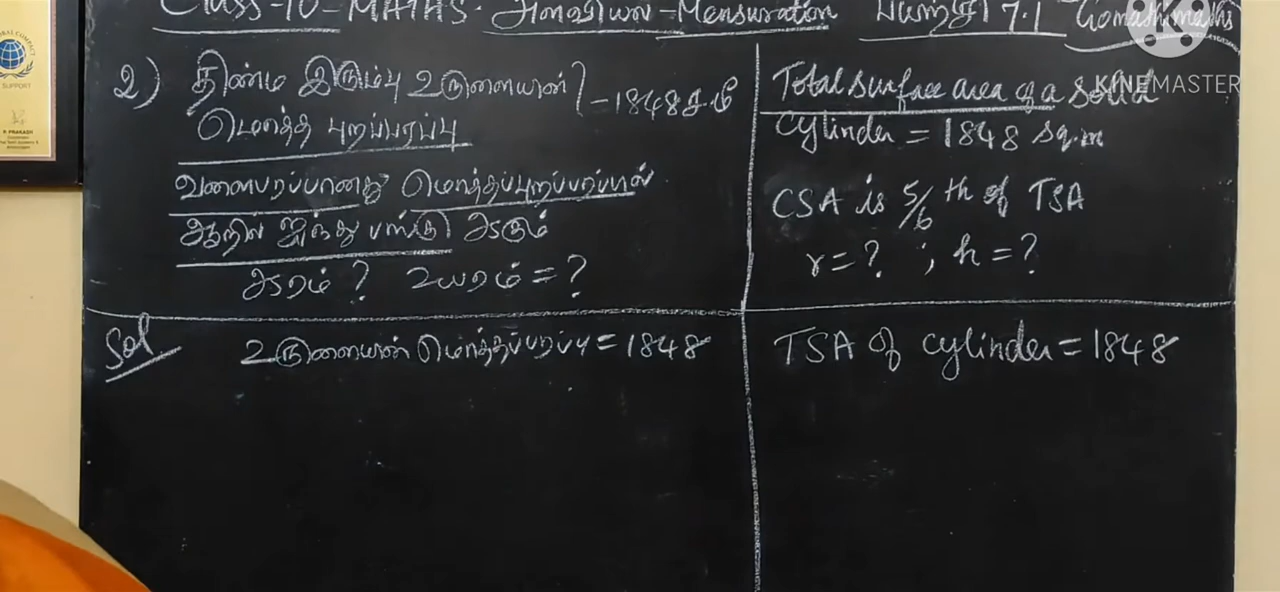 Class-10-MATHS. அளவியல-Mensuration பயிற்சி 7.1 Gomathimaths
KINEMASTER
2) திண்ம இரும்பு உருளையின் } -1848 ச.மீ
மொத்த புறப்பரப்பு
வளைபரப்பானது மொத்தப்புறப்பரப்பில்
ஆறில் ஐந்து பங்கு ஆகும்
ஆரம்? உயரம் = ?
Total surface area of a solid
cylinder = 1848 sq.m
CSA is 5/6 th of TSA
r = ? ; h = ?
Sol
உருளையின் மொத்தப்பரப்பு = 1848
TSA of cylinder = 1848